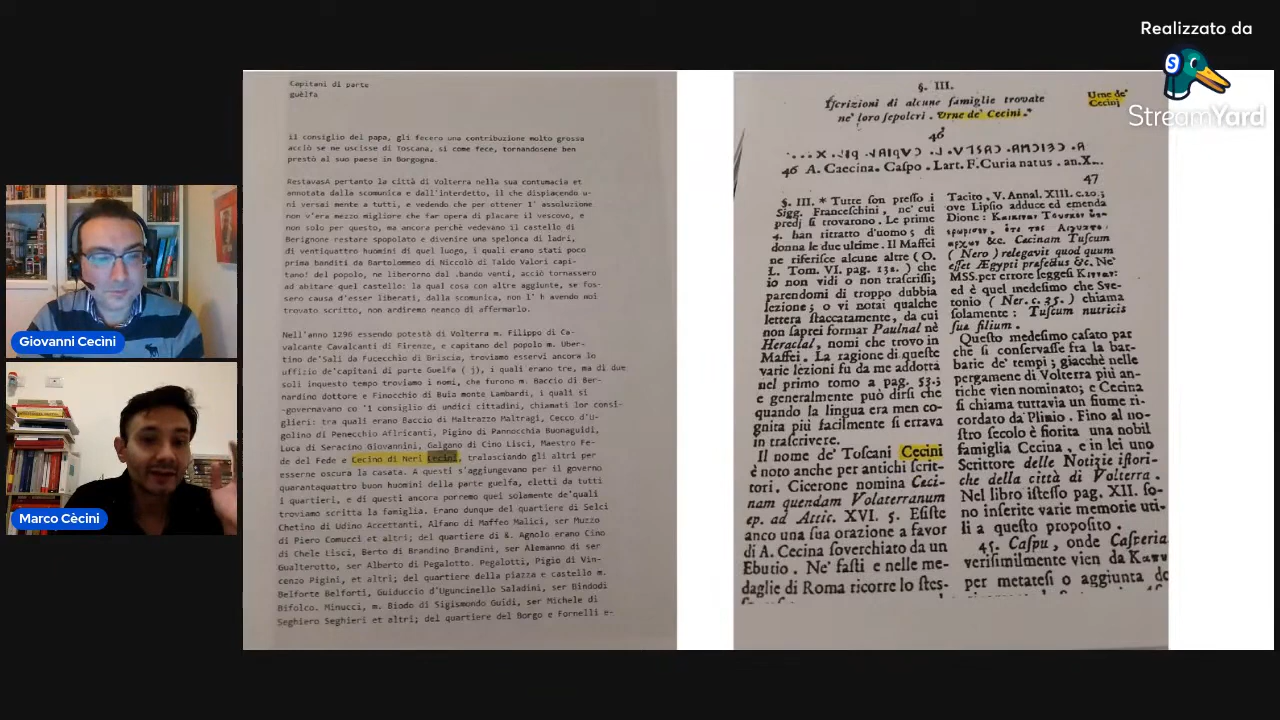 Realizzato da
StreamYard
Giovanni Cecini
Marco Cècini
Capitani di parte
guelfa
il consiglio del papa, gli fecero una contribuzione molto grossa
acciò se ne uscisse di Toscana, si come fece, tornandosene ben
prestò al suo paese in Borgogna.
RestavasA pertanto la città di Volterra nella sua contumacia et
annotata dalla scomunica e dall'interdetto, il che dispiacendo u-
ni versai mente a tutti, e vedendo che per ottener 1' assoluzione
non v'era mezzo migliore che far opera di placare il vescovo, e
non solo per questo, ma ancora perchè vedevano il castello di
Berignone restare spopolato e divenire una spelonca di ladri,
di ventiquattro huomini di quel luogo, i quali erano stati poco
prima banditi da Bartolommeo di Niccolò di Taldo Valori capi-
tano! del popolo, ne liberorno dal .bando venti, acciò tornassero
ad abitare quel castello: la qual cosa con altre aggiunte, se fos-
sero causa d'esser liberati, dalla scomunica, non l' h avendo noi
trovato scritto, non andiremo neanco di affermarlo.
Nell'anno 1296 essendo potestà di Volterra m. Filippo di Ca-
valcante Cavalcanti di Firenze, e capitano del popolo m. Uber-
tino de'Sali da Fucecchio di Briscia, troviamo esservi ancora lo
uffizio de'capitani di parte Guelfa ( j), i quali erano tre, ma di due
soli inquesto tempo troviamo i nomi, che furono m. Baccio di Ber-
nardino dottore e Finocchio di Buia monte Lambardi, i quali si
-governavano co '1 consiglio di undici cittadini, chiamati lor consi-
glieri: tra quali erano Baccio di Maltrazzo Maltragi, Cecco d'U-
golino di Penecchio Aflricanti, Pigino di Pannocchia Buonaguidi,
Luca di Seracino Giovannini, Galgano di Cino Lisci, Maestro Fe-
de del Fede e Cecino di Neri Cecini, tralasciando gli altri per
esserne oscura la casata. A questi s'aggiungevano per il governo
quarantaquattro buon huomini della parte guelfa, eletti da tutti
i quartieri, e di questi ancora porremo quei solamente de'quali
troviamo scritta la famiglia. Erano dunque del quartiere di Selci
Chetino di Udino Accettanti, Alfano di Maffeo Malici, ser Muzzo
di Piero Comucci et altri; del quartiere di &. Agnolo erano Cino
di Chele Lisci, Berto di Brandino Brandini, ser Alemanno di ser
Gualterotto, ser Alberto di Pegalotto. Pegalotti, Pigio di Vin-
cenzo Pigini, et altri; del quartiere della piazza e castello m.
Belforte Belforti, Guiduccio d'Uguncinello Saladini, ser Bindodi
Bifolco. Minucci, m. Biodo di Sigismondo Guidi, ser Michele di
Seghiero Seghieri et altri; del quartiere del Borgo e Fornelli e-
§. III.
Iscrizioni di alcune famiglie trovate
ne' loro sepolcri. Urne de' Cecini.*
Urne de'
Cecini
46
46 A. Caecina. Caspo. Lart. F. Curia natus. an. X...
47
§. III. * Tutte son presso i
Sigg. Franceschini, ne' cui
predj si trovarono. Le prime
4. han ritratto d'uomo; di
donna le due ultime. Il Maffei
ne riferisce alcune altre (O.
L. Tom. VI. pag. 132.) che
io non vidi o non trascrissi;
parendomi di troppo dubbia
lezione; o vi notai qualche
lettera staccatamente, da cui
non saprei formar Paulnal nè
Heraclal, nomi che trovo in
Maffei. La ragione di queste
varie lezioni fu da me addotta
nel primo tomo a pag. 53.;
e generalmente può dirsi che
quando la lingua era men co-
gnita più facilmente si errava
in trascrivere.
Il nome de' Toscani Cecini
è noto anche per antichi scrit-
tori. Cicerone nomina Ceci-
nam quendam Volaterranum
ep. ad Attic. XVI. 5. Esiste
anco una sua orazione a favor
di A. Cecina soverchiato da un
Ebutio. Ne' fasti e nelle me-
daglie di Roma ricorre lo stes-
Tacito, V. Annal. XIII. c. 20.;
ove Lipsio adduce ed emenda
Dione:
&c. Cecinam Tuscum
(Nero) relegavit quod quum
esset Ægypti præfectus &c. Ne'
MSS. per errore leggesi
ed è quel medesimo che Sve-
tonio (Ner. c. 35.) chiama
solamente: Tuscum nutricis
suæ filium.
Questo medesimo casato par
che si conservasse fra la bar-
barie de' tempi; giacchè nelle
pergamene di Volterra più an-
tiche vien nominato; e Cecina
si chiama tuttavia un fiume ri-
cordato da Plinio. Fino al no-
stro secolo è fiorita una nobil
famiglia Cecina, e in lei uno
Scrittore delle Notizie istori-
che della città di Volterra.
Nel libro istesso pag. XII. so-
no inserite varie memorie uti-
li a questo proposito.
45. Caspu, onde Casperia
verisimilmente vien da
per metatesi o aggiunta de